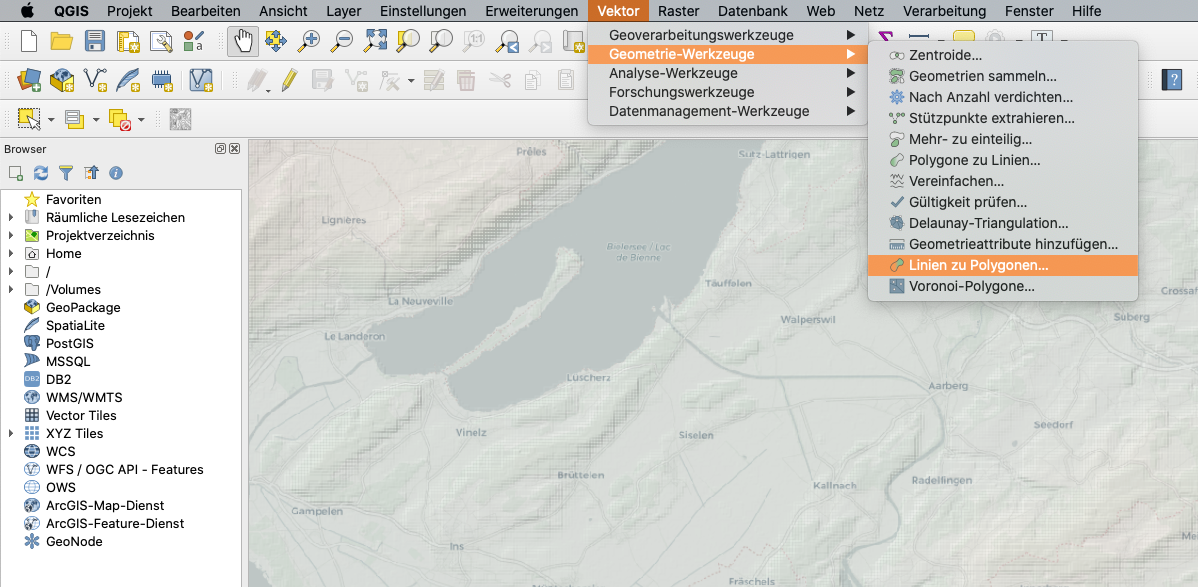 QGIS Projekt Bearbeiten Ansicht Layer Einstellungen Erweiterungen Vektor Raster Datenbank Web Netz Verarbeitung Fenster Hilfe
Geoverarbeitungswerkzeuge
Geometrie-Werkzeuge
Analyse-Werkzeuge
Forschungswerkzeuge
Datenmanagement-Werkzeuge
Zentroide...
Geometrien sammeln...
Nach Anzahl verdichten...
Stützpunkte extrahieren...
Mehr- zu einteilig...
Polygone zu Linien...
Vereinfachen...
Gültigkeit prüfen...
Delaunay-Triangulation...
Geometrieattribute hinzufügen...
Linien zu Polygonen...
Voronoi-Polygone...
Browser
Favoriten
Räumliche Lesezeichen
Projektverzeichnis
Home
/
/Volumes
GeoPackage
SpatiaLite
PostGIS
MSSQL
DB2
DB2
WMS/WMTS
Vector Tiles
XYZ Tiles
WCS
WFS / OGC API - Features
OWS
ArcGIS-Map-Dienst
ArcGIS-Feature-Dienst
GeoNode
Prêles
Sutz-Lattrigen
Lignières
Bielersee / Lac
de Bienne
Täuffelen
La Neuveville
Walperswil
Suberg
Le Landeron
Lüscherz
Aarberg
Vinelz
Siselen
Seedorf
Brüttelen
Kallnach
Radelfingen
Gampelen
Ins
Fräschels